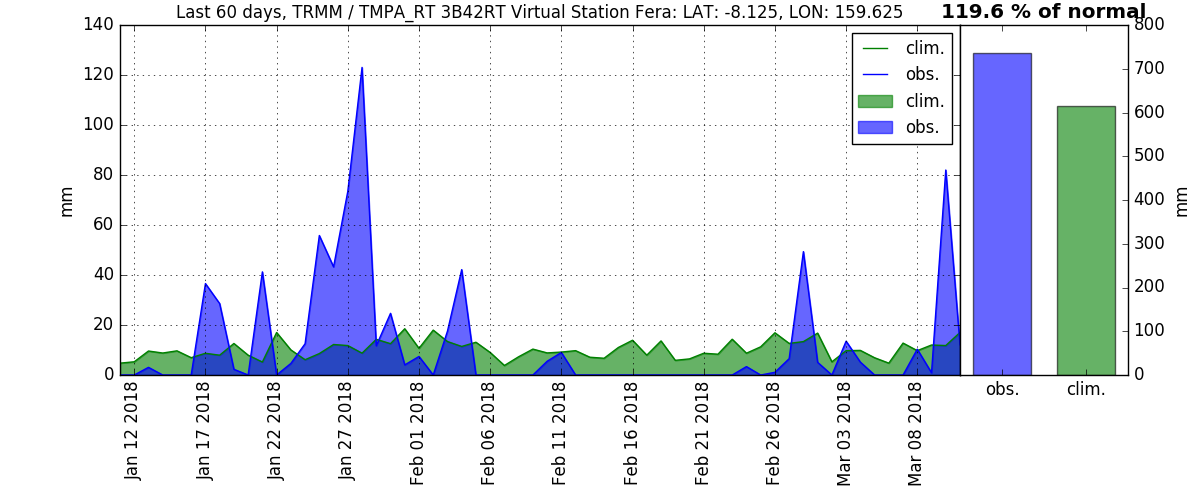 Last 60 days, TRMM / TMPA_RT 3B42RT Virtual Station Fera: LAT: -8.125, LON: 159.625
119.6 % of normal
140
120
100
80
60
40
20
0
mm
clim.
obs.
clim.
obs.
800
700
600
500
400
300
200
100
0
mm
Jan 12 2018
Jan 17 2018
Jan 22 2018
Jan 27 2018
Feb 01 2018
Feb 06 2018
Feb 11 2018
Feb 16 2018
Feb 21 2018
Feb 26 2018
Mar 03 2018
Mar 08 2018
obs.
clim.